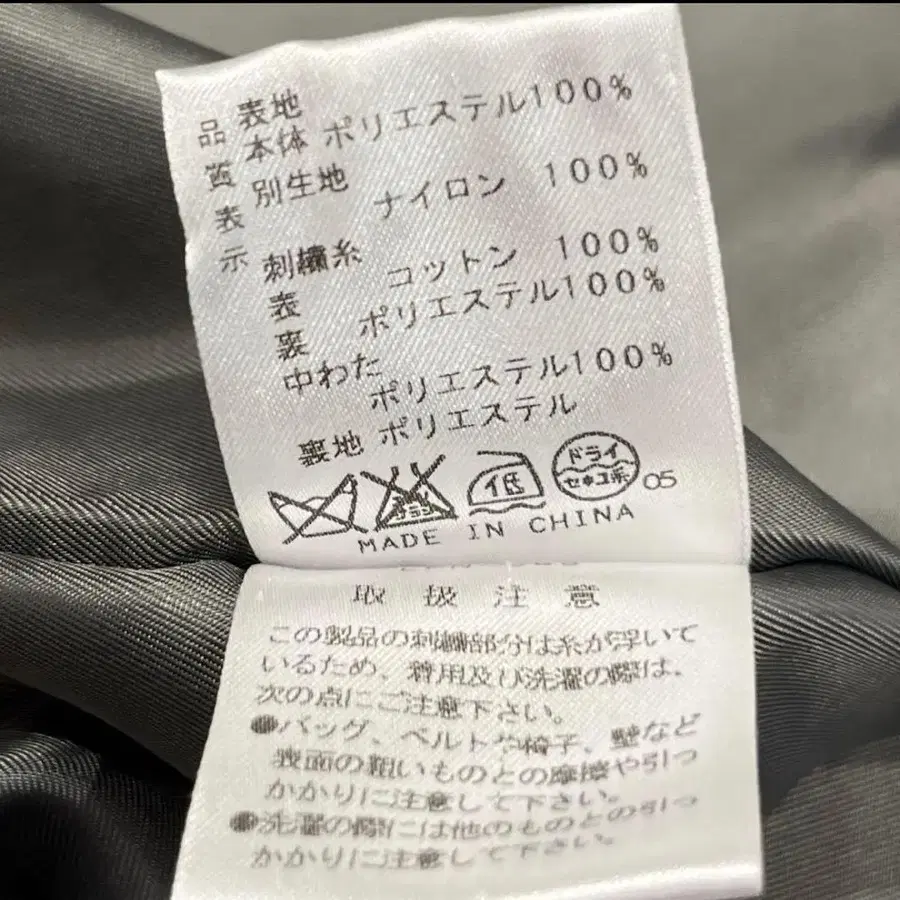 品質表示
表地
本体 ポリエステル100%
別生地
ナイロン 100%
刺繍糸
表 コットン 100%
裏 ポリエステル100%
中わた
ポリエステル100%
裏地 ポリエステル
イ低
ドライ
セキユ系
05
MADE IN CHINA
取扱注意
この製品の刺繍部分は糸が浮いて
いるため、着用及び洗濯の際は、
次の点にご注意下さい。
●バッグ、ベルトや椅子、壁など
表面の粗いものとの摩擦や引っ
かかりに注意して下さい。
●洗濯の際には他のものとの引っ
かかりに注意して下さい。